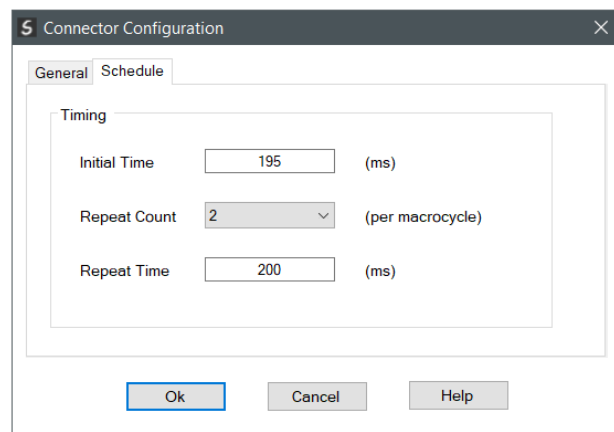 S Connector Configuration
General Schedule
Timing
Initial Time 195 (ms)
Repeat Count 2 (per macrocycle)
Repeat Time 200 (ms)
Ok Cancel Help